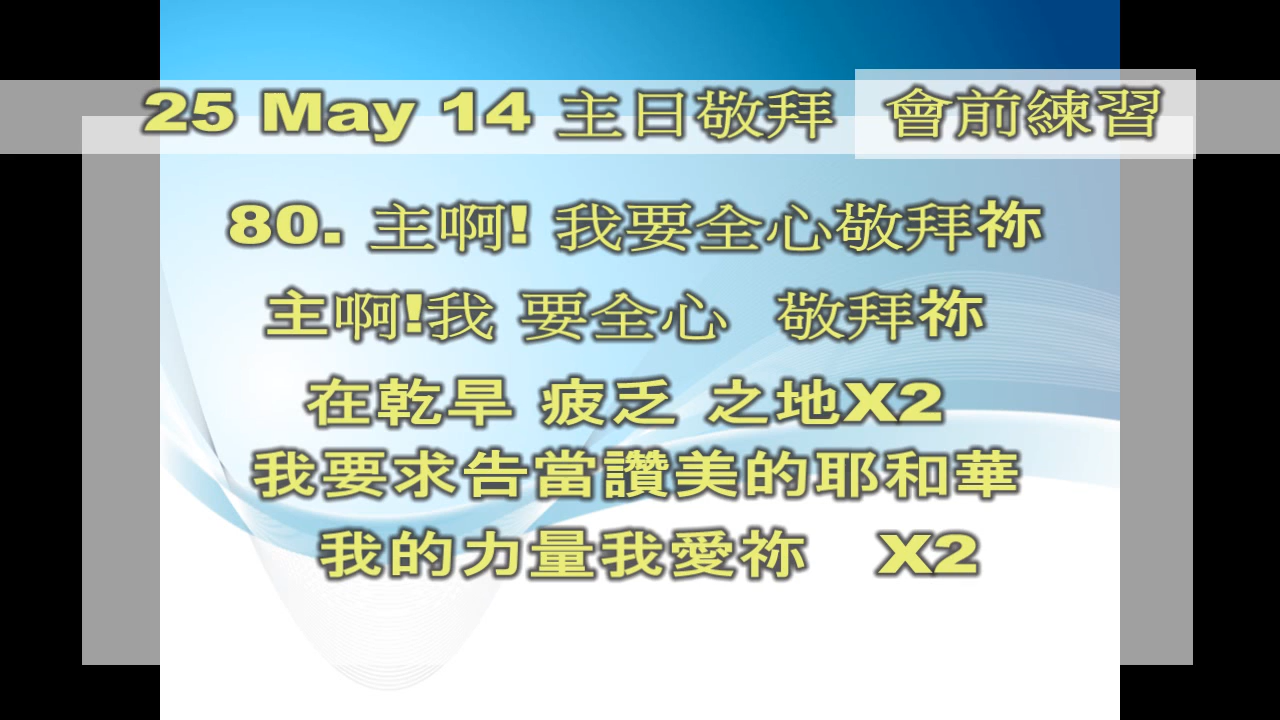 25 May 14 主日敬拜 會前練習
80. 主啊! 我要全心敬拜祢
主啊!我 要全心 敬拜祢
在乾旱 疲乏 之地X2
我要求告當讚美的耶和華
我的力量我愛祢 X2